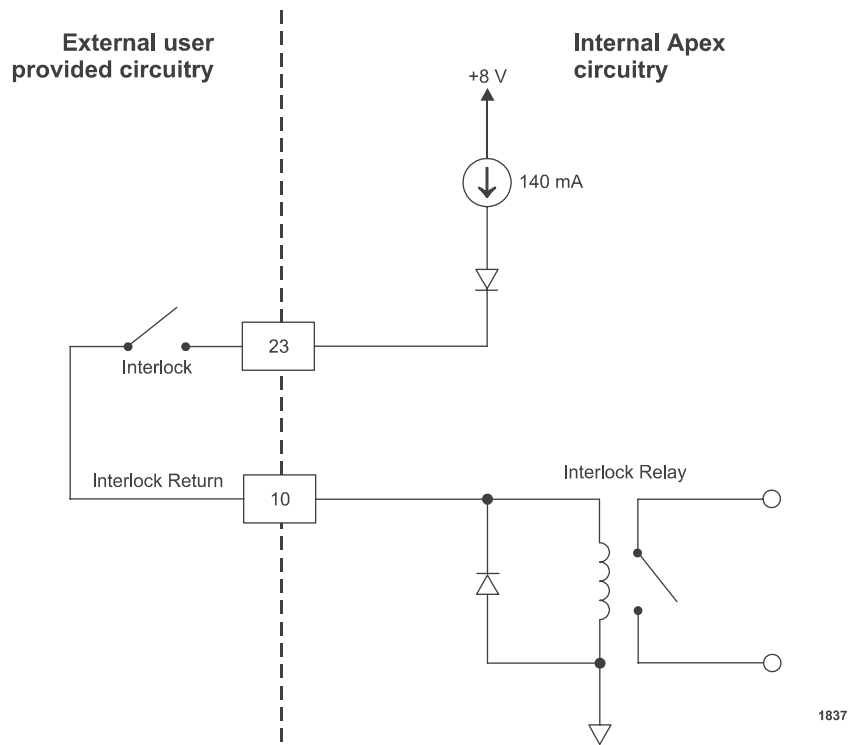 External user
provided circuitry
Internal Apex
circuitry
+8 V
140 mA
23
Interlock
Interlock Return
10
Interlock Relay
1837